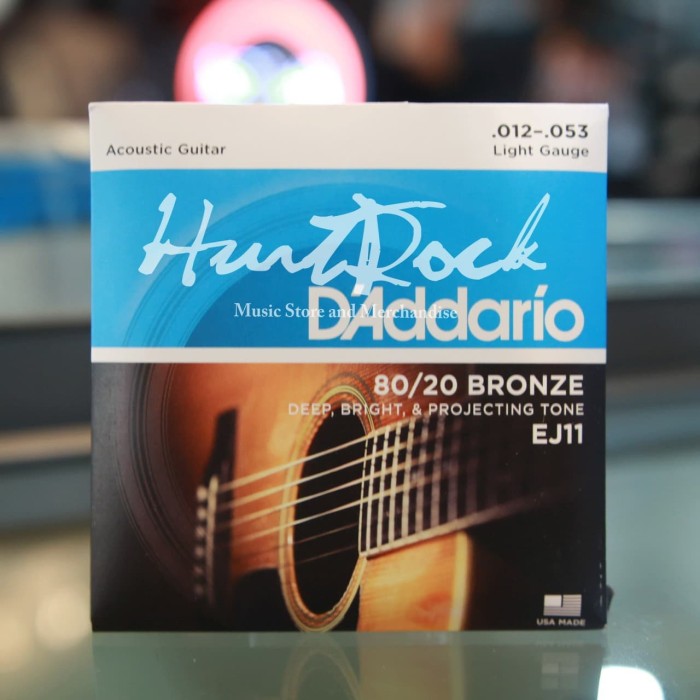 Acoustic Guitar
.012–.053
Light Gauge
HurtRock
Music Store and Merchandise
D'Addario
80/20 BRONZE
DEEP, BRIGHT, & PROJECTING TONE
EJ11
USA MADE